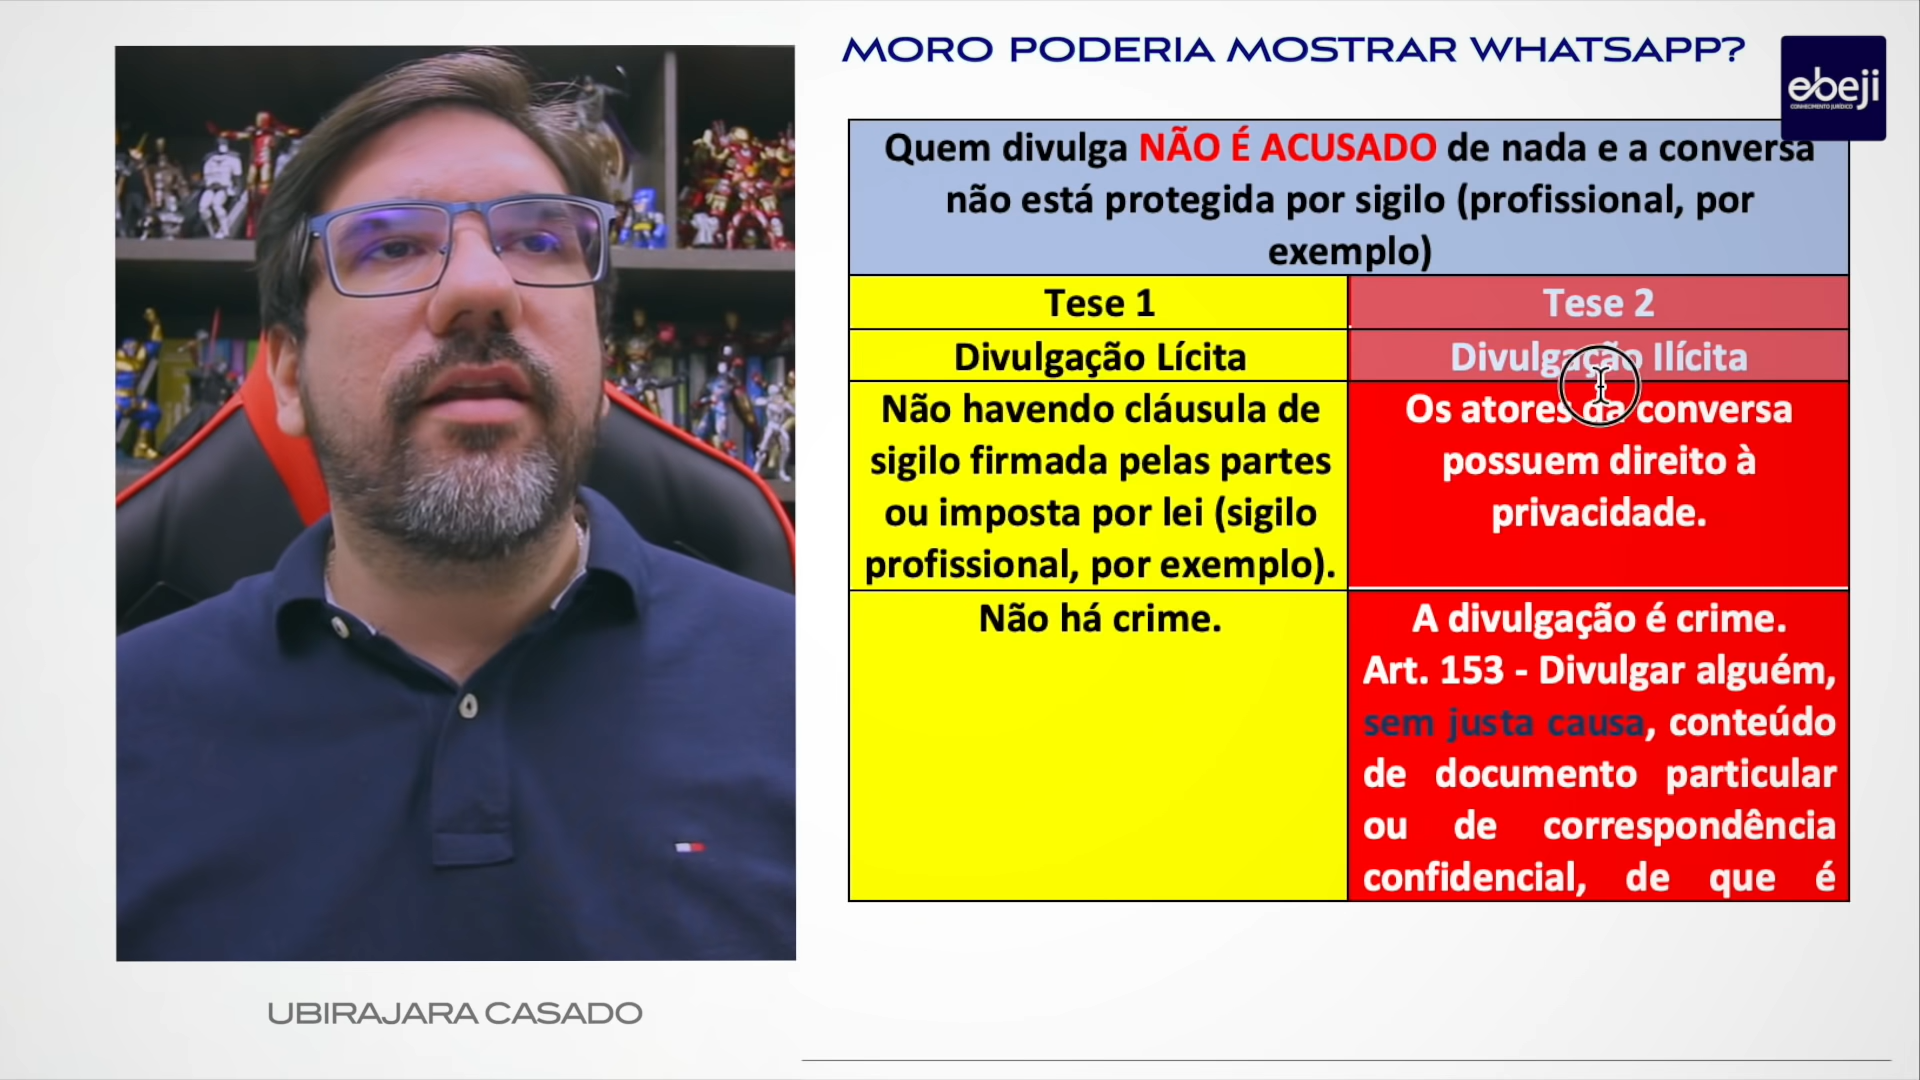 MORO PODERIA MOSTRAR WHATSAPP?
ebeji
CONHECIMENTO JURÍDICO
Quem divulga NÃO É ACUSADO de nada e a conversa
não está protegida por sigilo (profissional, por
exemplo)
Tese 1
Tese 2
Divulgação Lícita
Divulgação Ilícita
Não havendo cláusula de
sigilo firmada pelas partes
ou imposta por lei (sigilo
profissional, por exemplo).
Os atores da conversa
possuem direito à
privacidade.
Não há crime.
A divulgação é crime.
Art. 153 - Divulgar alguém,
sem justa causa, conteúdo
de documento particular
ou de correspondência
confidencial, de que é
UBIRAJARA CASADO